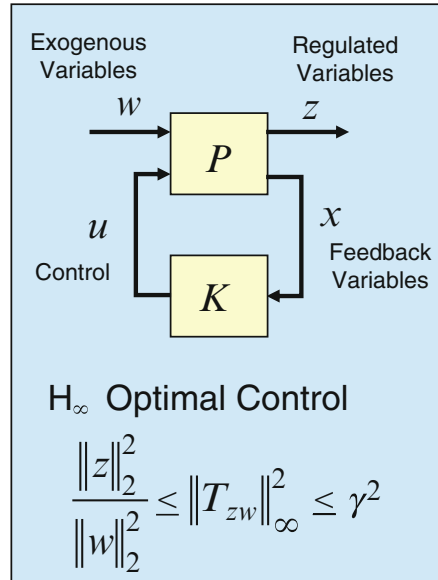 Exogenous Variables
Regulated Variables
w
z
P
u
x
Control
Feedback Variables
K
H∞ Optimal Control
‖z‖₂² / ‖w‖₂² ≤ ‖T_zw‖∞² ≤ γ²